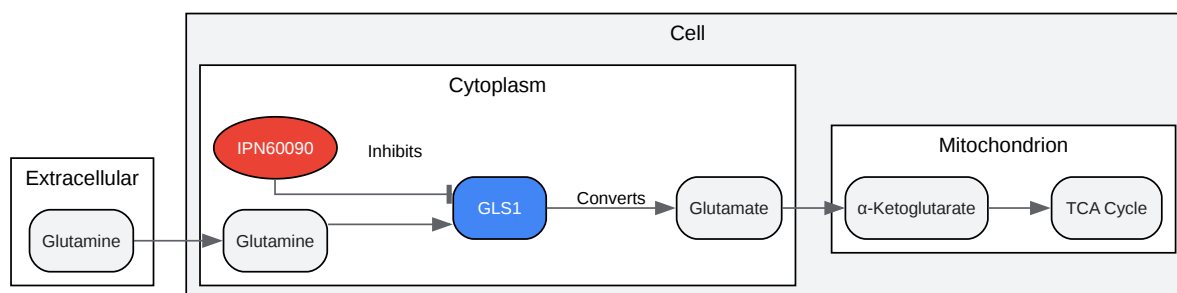 Cell
Cytoplasm
IPN60090
Inhibits
Mitochondrion
Extracellular
GLS1
Converts
Glutamate
α-Ketoglutarate
TCA Cycle
Glutamine
Glutamine